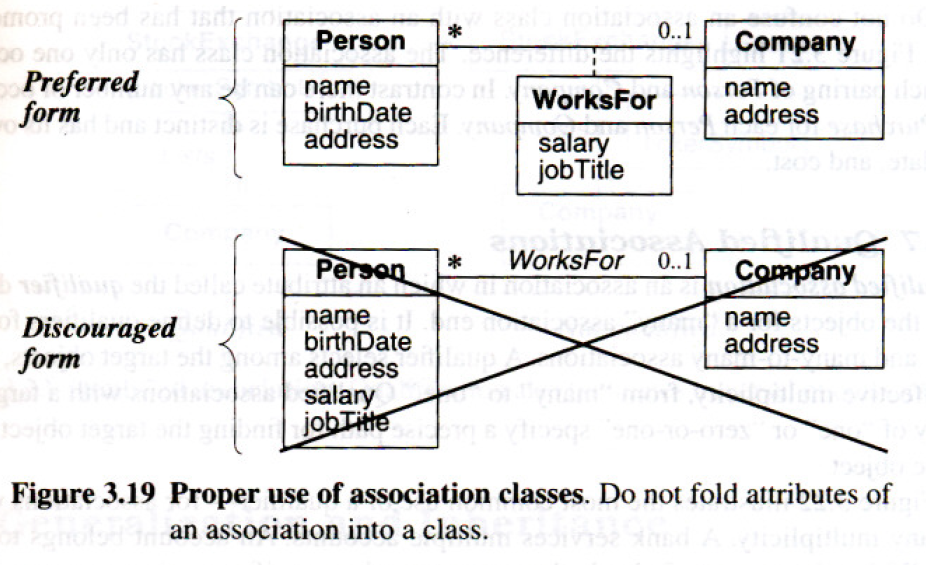 Preferred
form
Person
name
birthDate
address
*
0..1
WorksFor
salary
jobTitle
Company
name
address
Discouraged
form
Person
name
birthDate
address
salary
jobTitle
*
WorksFor
0..1
Company
name
address
Figure 3.19 Proper use of association classes. Do not fold attributes of
an association into a class.